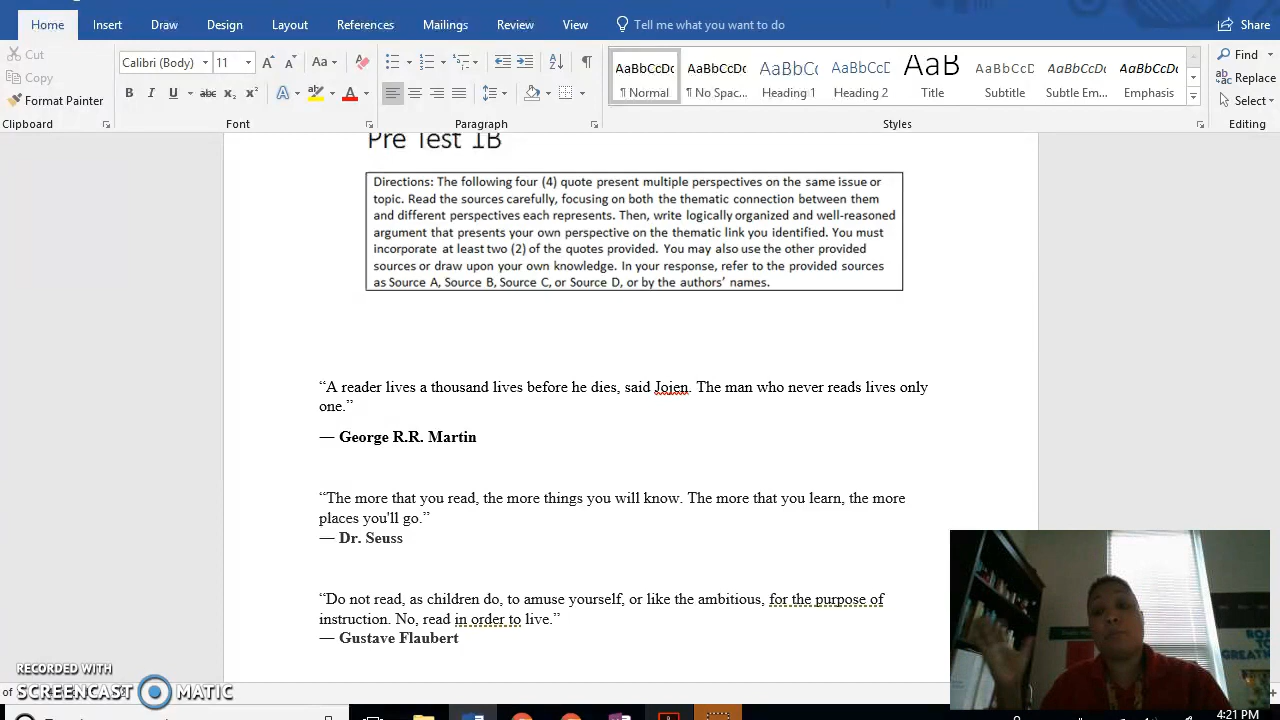 Home Insert Draw Design Layout References Mailings Review View Tell me what you want to do Share
Cut
Copy
Format Painter
Clipboard
Calibri (Body) 11
Font
Paragraph
AaBbCcDc AaBbCcDc AaBbC AaBbCcE AaB AaBbCcD AaBbCcDc AaBbCcDc
¶ Normal ¶ No Spac... Heading 1 Heading 2 Title Subtitle Subtle Em... Emphasis
Styles
Find
Replace
Select
Editing
Pre Test 1B
Directions: The following four (4) quote present multiple perspectives on the same issue or
topic. Read the sources carefully, focusing on both the thematic connection between them
and different perspectives each represents. Then, write logically organized and well-reasoned
argument that presents your own perspective on the thematic link you identified. You must
incorporate at least two (2) of the quotes provided. You may also use the other provided
sources or draw upon your own knowledge. In your response, refer to the provided sources
as Source A, Source B, Source C, or Source D, or by the authors’ names.
“A reader lives a thousand lives before he dies, said Jojen. The man who never reads lives only
one.”
― George R.R. Martin
“The more that you read, the more things you will know. The more that you learn, the more
places you'll go.”
― Dr. Seuss
“Do not read, as children do, to amuse yourself, or like the ambitious, for the purpose of
instruction. No, read in order to live.”
― Gustave Flaubert
RECORDED WITH
SCREENCAST MATIC
of
4:21 PM